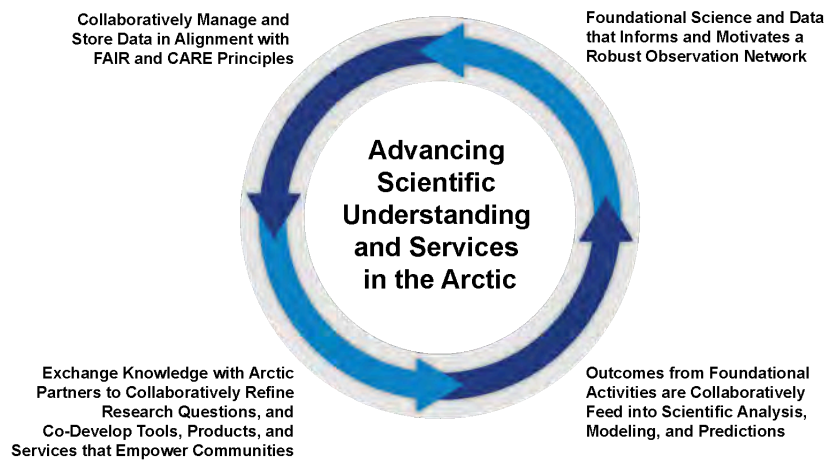 Collaboratively Manage and
Store Data in Alignment with
FAIR and CARE Principles
Foundational Science and Data
that Informs and Motivates a
Robust Observation Network
Advancing
Scientific
Understanding
and Services
in the Arctic
Exchange Knowledge with Arctic
Partners to Collaboratively Refine
Research Questions, and
Co-Develop Tools, Products, and
Services that Empower Communities
Outcomes from Foundational
Activities are Collaboratively
Feed into Scientific Analysis,
Modeling, and Predictions